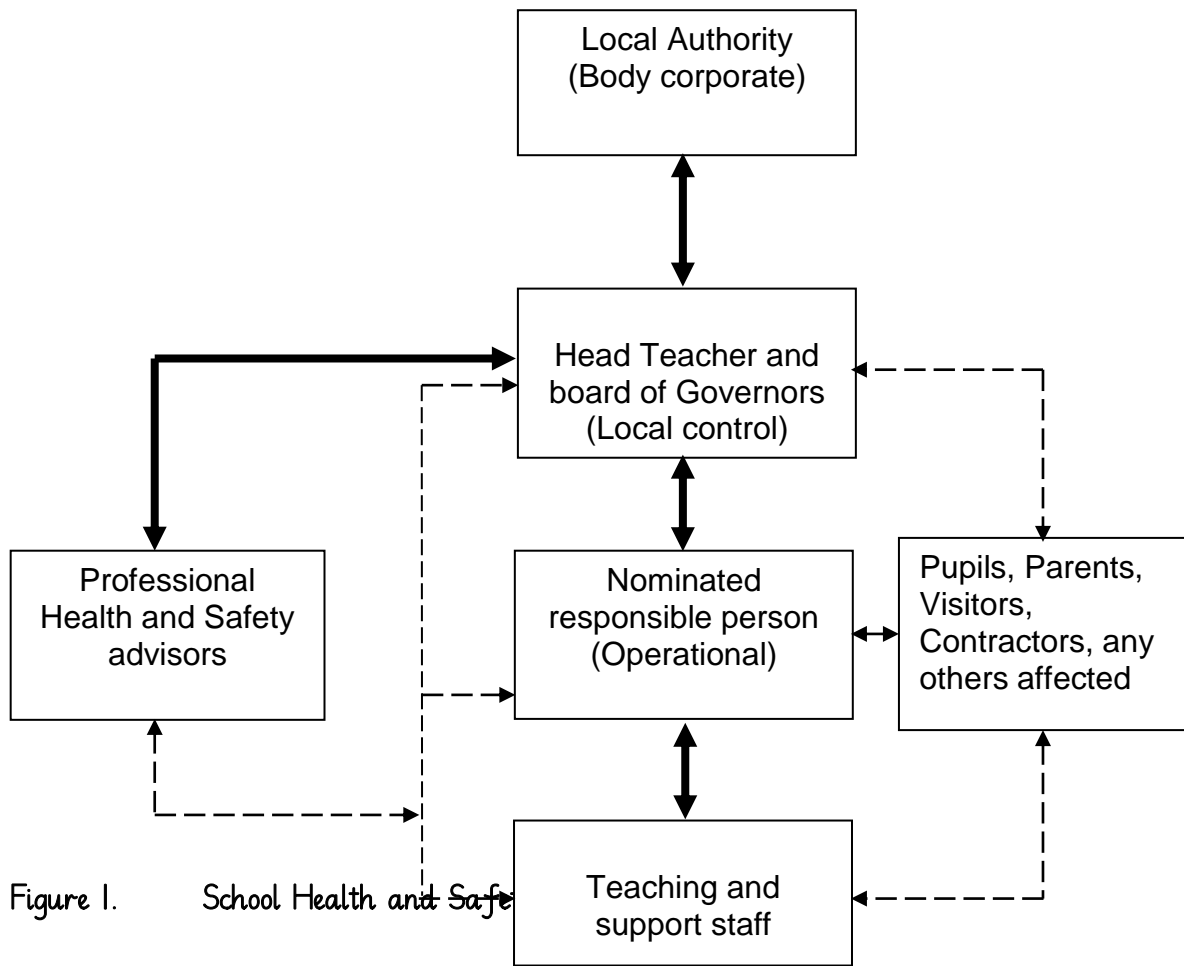 Local Authority
(Body corporate)
Head Teacher and
board of Governors
(Local control)
Professional
Health and Safety
advisors
Nominated
responsible person
(Operational)
Pupils, Parents,
Visitors,
Contractors, any
others affected
Teaching and
support staff
Figure 1. School Health and